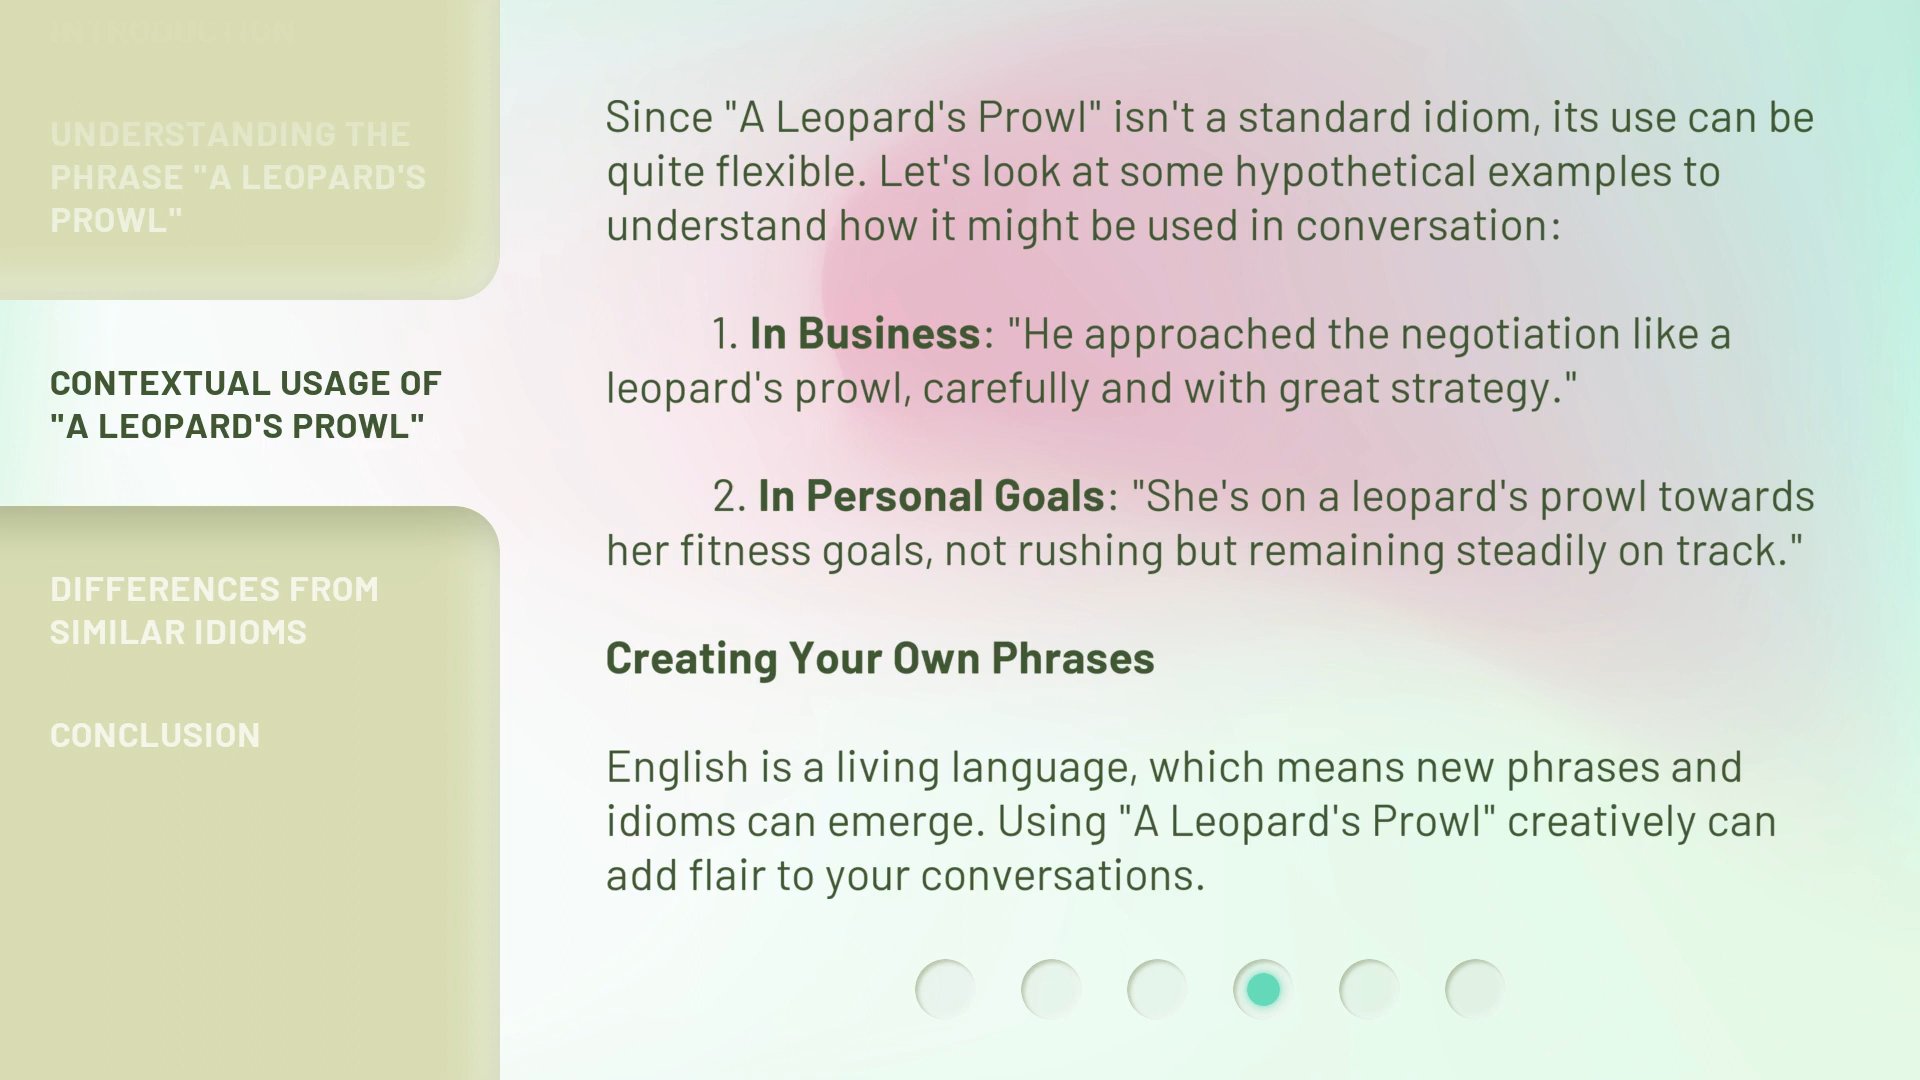 INTRODUCTION
UNDERSTANDING THE
PHRASE "A LEOPARD'S
PROWL"
CONTEXTUAL USAGE OF
"A LEOPARD'S PROWL"
DIFFERENCES FROM
SIMILAR IDIOMS
CONCLUSION
Since "A Leopard's Prowl" isn't a standard idiom, its use can be
quite flexible. Let's look at some hypothetical examples to
understand how it might be used in conversation:
1. In Business: "He approached the negotiation like a
leopard's prowl, carefully and with great strategy."
2. In Personal Goals: "She's on a leopard's prowl towards
her fitness goals, not rushing but remaining steadily on track."
Creating Your Own Phrases
English is a living language, which means new phrases and
idioms can emerge. Using "A Leopard's Prowl" creatively can
add flair to your conversations.